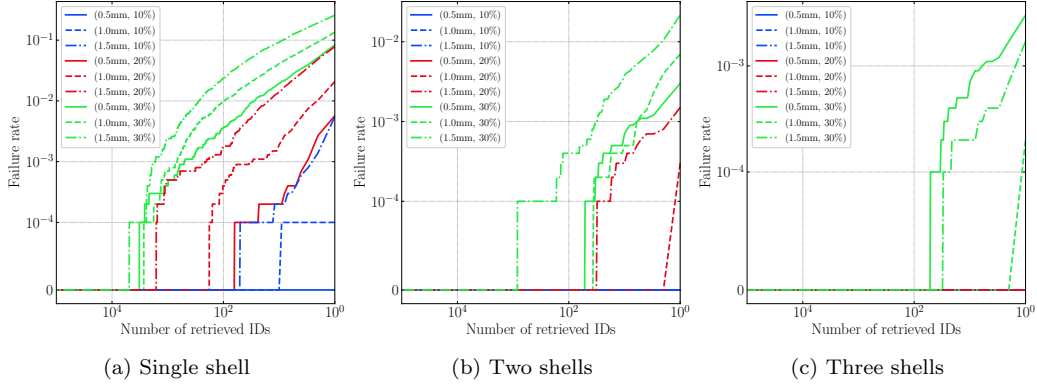 Failure rate
10^{-1}
10^{-2}
10^{-3}
10^{-4}
0
(0.5mm, 10%)
(1.0mm, 10%)
(1.5mm, 10%)
(0.5mm, 20%)
(1.0mm, 20%)
(1.5mm, 20%)
(0.5mm, 30%)
(1.0mm, 30%)
(1.5mm, 30%)
10^4 10^2 10^0
Number of retrieved IDs
(a) Single shell
Failure rate
10^{-2}
10^{-3}
10^{-4}
0
(0.5mm, 10%)
(1.0mm, 10%)
(1.5mm, 10%)
(0.5mm, 20%)
(1.0mm, 20%)
(1.5mm, 20%)
(0.5mm, 30%)
(1.0mm, 30%)
(1.5mm, 30%)
10^4 10^2 10^0
Number of retrieved IDs
(b) Two shells
Failure rate
10^{-3}
10^{-4}
0
(0.5mm, 10%)
(1.0mm, 10%)
(1.5mm, 10%)
(0.5mm, 20%)
(1.0mm, 20%)
(1.5mm, 20%)
(0.5mm, 30%)
(1.0mm, 30%)
(1.5mm, 30%)
10^4 10^2 10^0
Number of retrieved IDs
(c) Three shells